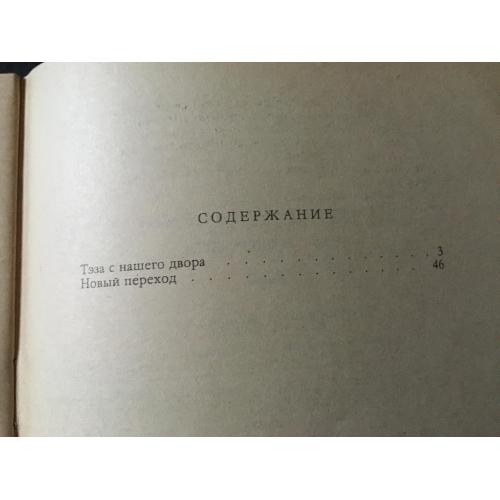 СОДЕРЖАНИЕ
Тэза с нашего двора . . . . . . . . . . . . . 3
Новый переход . . . . . . . . . . . . . . 46